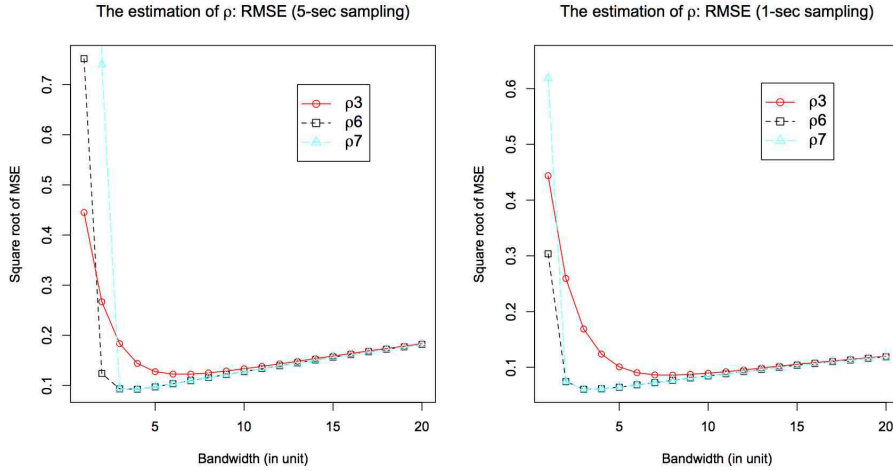 The estimation of ρ: RMSE (5-sec sampling)
Square root of MSE
0.7
0.6
0.5
0.4
0.3
0.2
0.1
ρ3
ρ6
ρ7
5
10
15
20
Bandwidth (in unit)
The estimation of ρ: RMSE (1-sec sampling)
Square root of MSE
0.6
0.5
0.4
0.3
0.2
0.1
ρ3
ρ6
ρ7
5
10
15
20
Bandwidth (in unit)